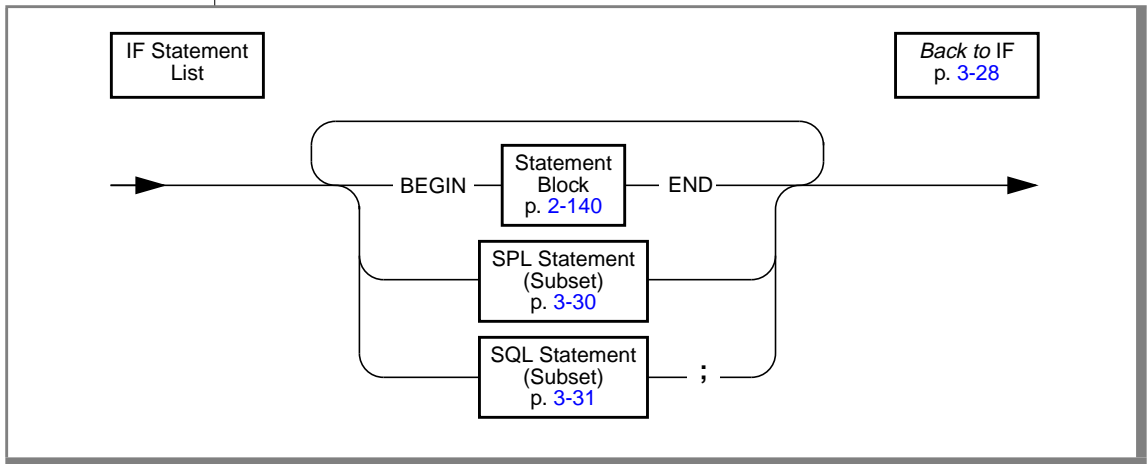 IF Statement
List
Back to IF
p. 3-28
BEGIN
Statement
Block
p. 2-140
END
SPL Statement
(Subset)
p. 3-30
SQL Statement
(Subset)
p. 3-31
;